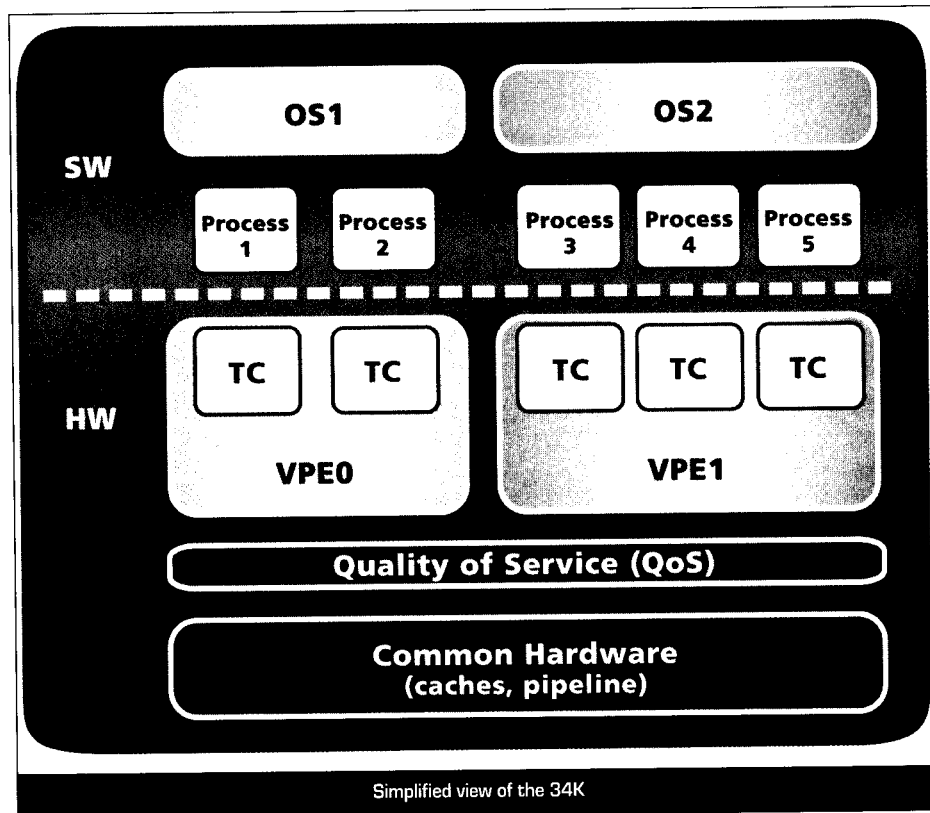 OS1
OS2
SW
Process 1
Process 2
Process 3
Process 4
Process 5
TC
TC
TC
TC
TC
HW
VPE0
VPE1
Quality of Service (QoS)
Common Hardware
(caches, pipeline)
Simplified view of the 34K